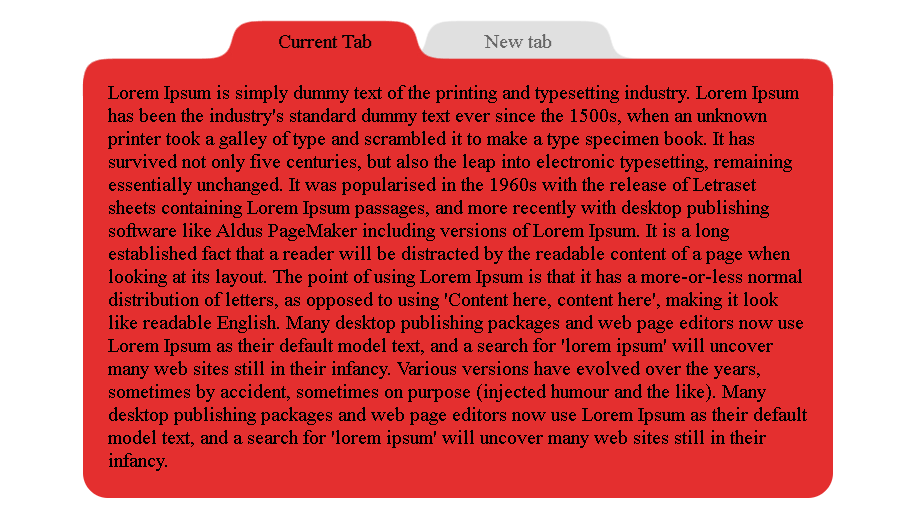 Current Tab
New tab
Lorem Ipsum is simply dummy text of the printing and typesetting industry. Lorem Ipsum
has been the industry's standard dummy text ever since the 1500s, when an unknown
printer took a galley of type and scrambled it to make a type specimen book. It has
survived not only five centuries, but also the leap into electronic typesetting, remaining
essentially unchanged. It was popularised in the 1960s with the release of Letraset
sheets containing Lorem Ipsum passages, and more recently with desktop publishing
software like Aldus PageMaker including versions of Lorem Ipsum. It is a long
established fact that a reader will be distracted by the readable content of a page when
looking at its layout. The point of using Lorem Ipsum is that it has a more-or-less normal
distribution of letters, as opposed to using 'Content here, content here', making it look
like readable English. Many desktop publishing packages and web page editors now use
Lorem Ipsum as their default model text, and a search for 'lorem ipsum' will uncover
many web sites still in their infancy. Various versions have evolved over the years,
sometimes by accident, sometimes on purpose (injected humour and the like). Many
desktop publishing packages and web page editors now use Lorem Ipsum as their default
model text, and a search for 'lorem ipsum' will uncover many web sites still in their
infancy.